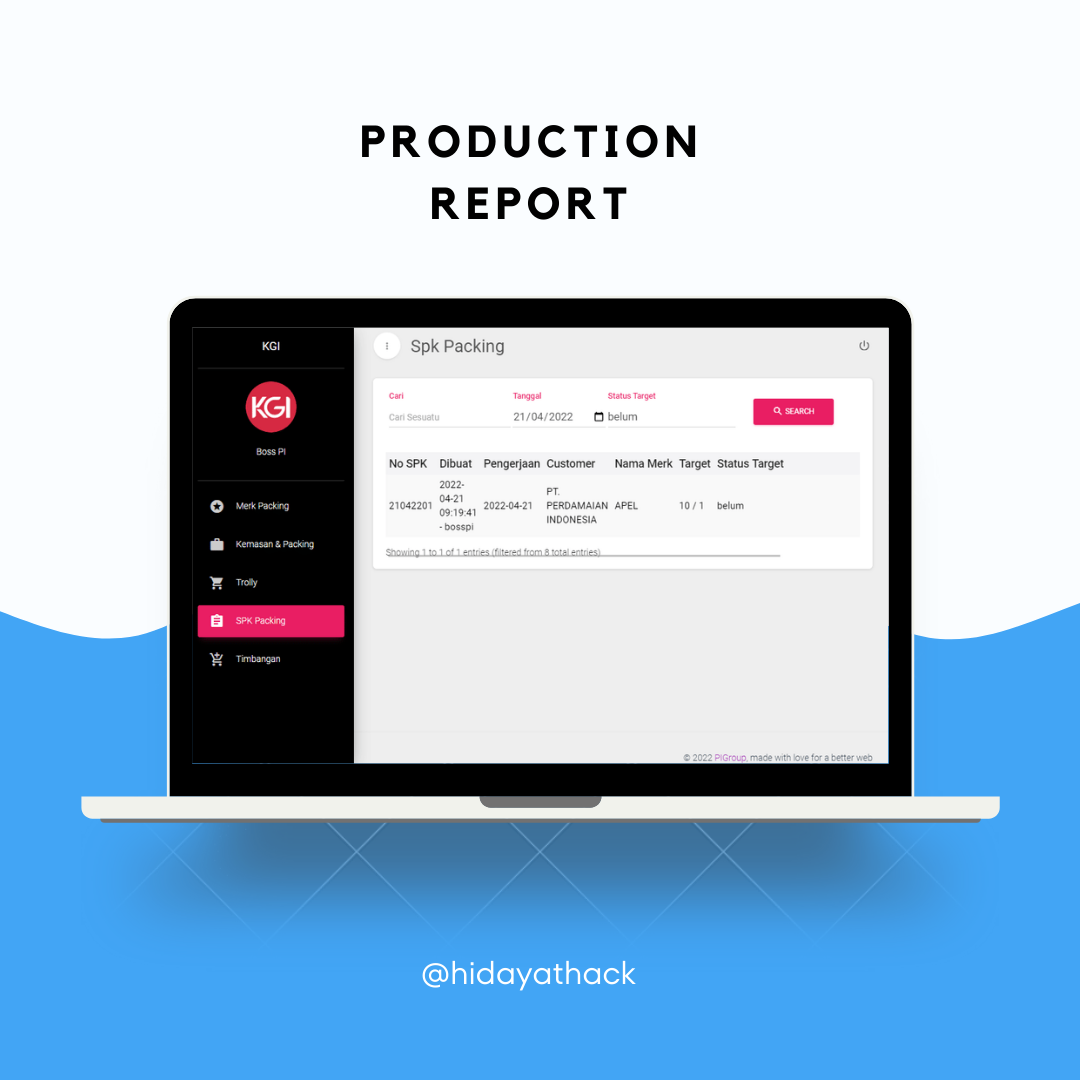 PRODUCTION
REPORT
KGI
KGI
Boss PI
Merk Packing
Kemasan & Packing
Trolly
SPK Packing
Timbangan
Spk Packing
Cari
Tanggal
Status Target
Cari Sesuatu
21/04/2022
belum
SEARCH
No SPK Dibuat Pengerjaan Customer Nama Merk Target Status Target
21042201
2022-
04-21
09:19:41
- bosspi
2022-04-21
PT.
PERDAMAIAN
INDONESIA
APEL
10 / 1
belum
Showing 1 to 1 of 1 entries (filtered from 8 total entries)
© 2022 PIGroup, made with love for a better web
@hidayathack